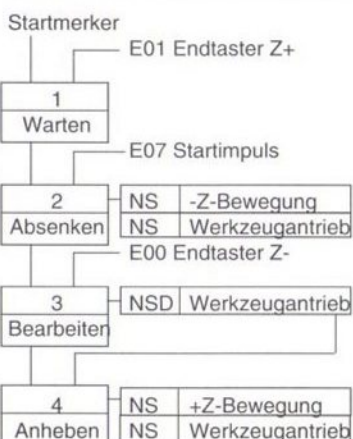 Startmerker
E01 Endtaster Z+
1
Warten
E07 Startimpuls
2
NS -Z-Bewegung
Absenken
NS Werkzeugantrieb
E00 Endtaster Z-
3
NSD Werkzeugantrieb
Bearbeiten
4
NS +Z-Bewegung
Anheben
NS Werkzeugantrieb